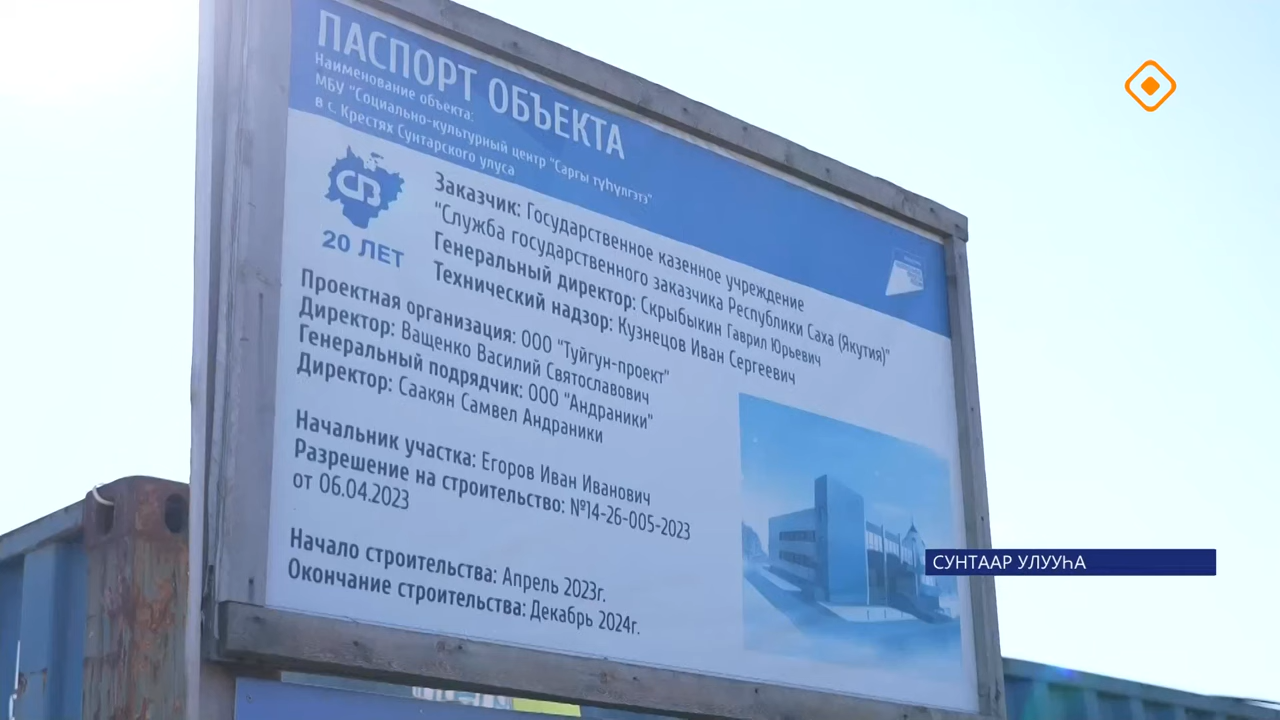 ПАСПОРТ ОБЪЕКТА
Наименование объекта:
МБУ "Социально-культурный центр "Саргы түһүлгэтэ"
в с. Крестях Сунтарского улуса
СВ
20 ЛЕТ
Заказчик: Государственное казенное учреждение
"Служба государственного заказчика Республики Саха (Якутия)"
Генеральный директор: Скрыбыкин Гаврил Юрьевич
Технический надзор: Кузнецов Иван Сергеевич
Проектная организация: ООО "Туйгун-проект"
Директор: Ващенко Василий Святославович
Генеральный подрядчик: ООО "Андраники"
Директор: Саакян Самвел Андраники
Начальник участка: Егоров Иван Иванович
Разрешение на строительство: №14-26-005-2023
от 06.04.2023
Начало строительства: Апрель 2023г.
Окончание строительства: Декабрь 2024г.
СУНТААР УЛУУҺА